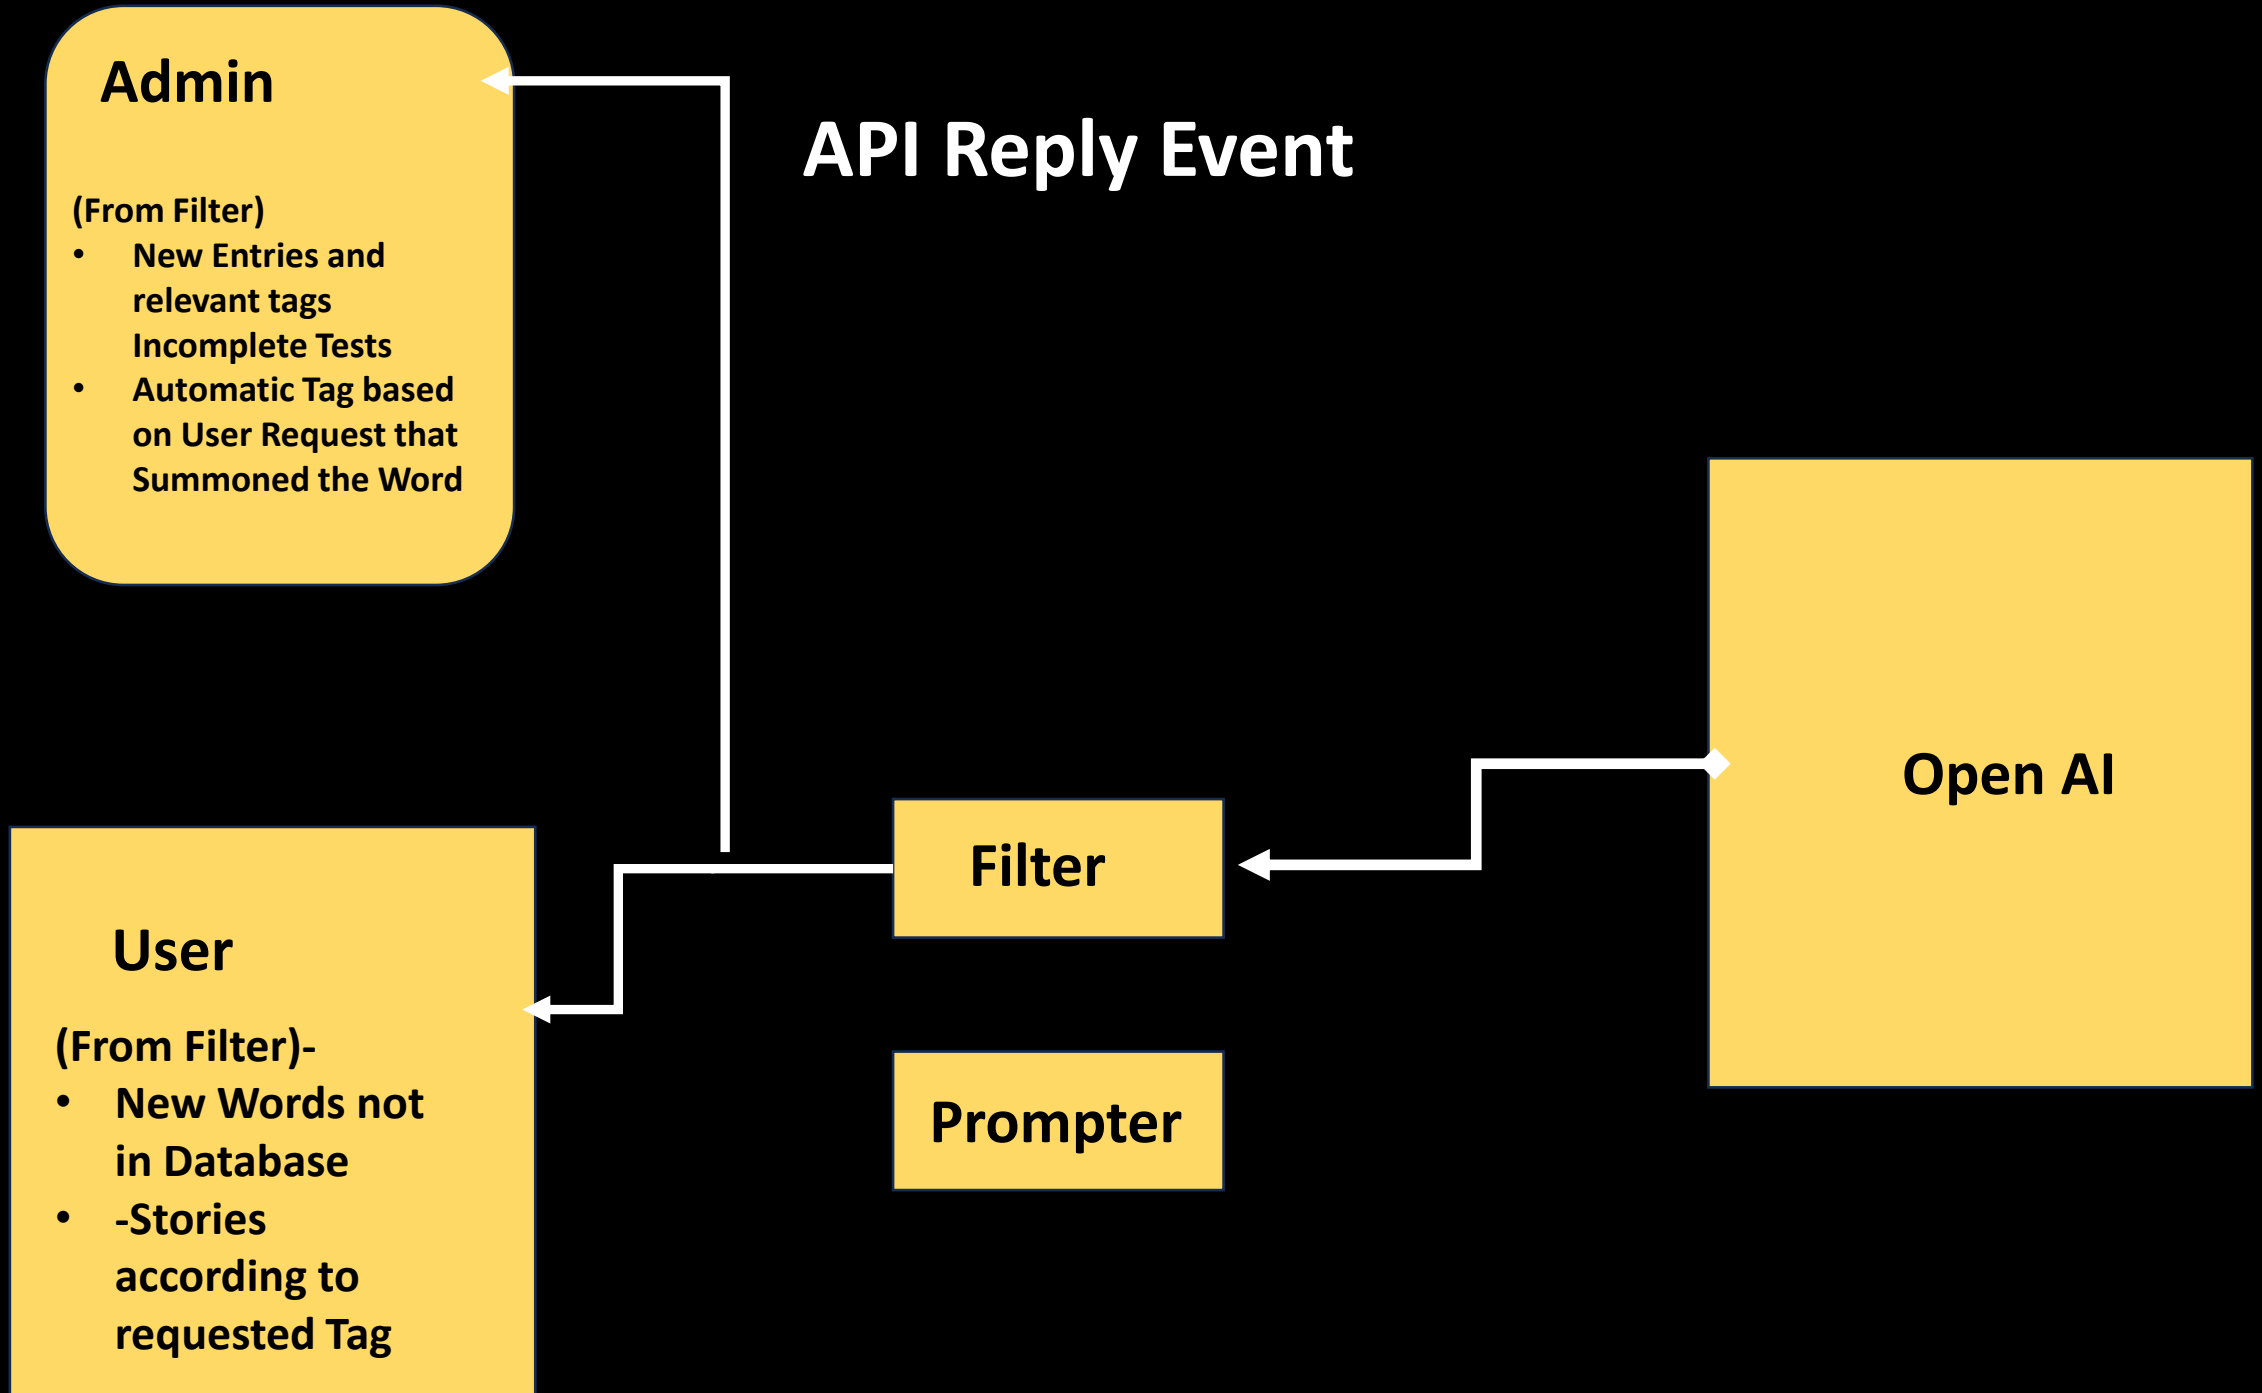 Admin
(From Filter)
• New Entries and
relevant tags
Incomplete Tests
• Automatic Tag based
on User Request that
Summoned the Word
API Reply Event
Open AI
Filter
Prompter
User
(From Filter)-
• New Words not
in Database
• -Stories
according to
requested Tag